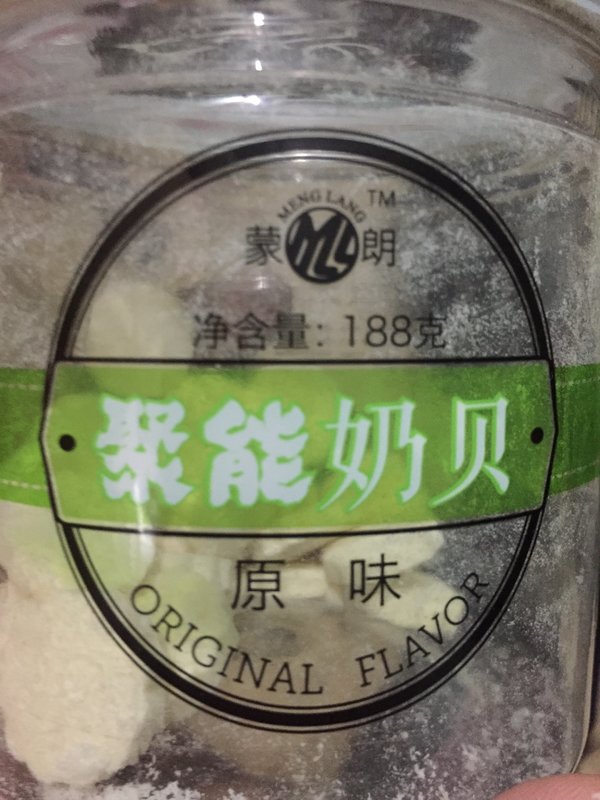 MENG LANG TM
蒙 ML 朗
净含量：188克
聚能奶贝
原味
ORIGINAL FLAVOR